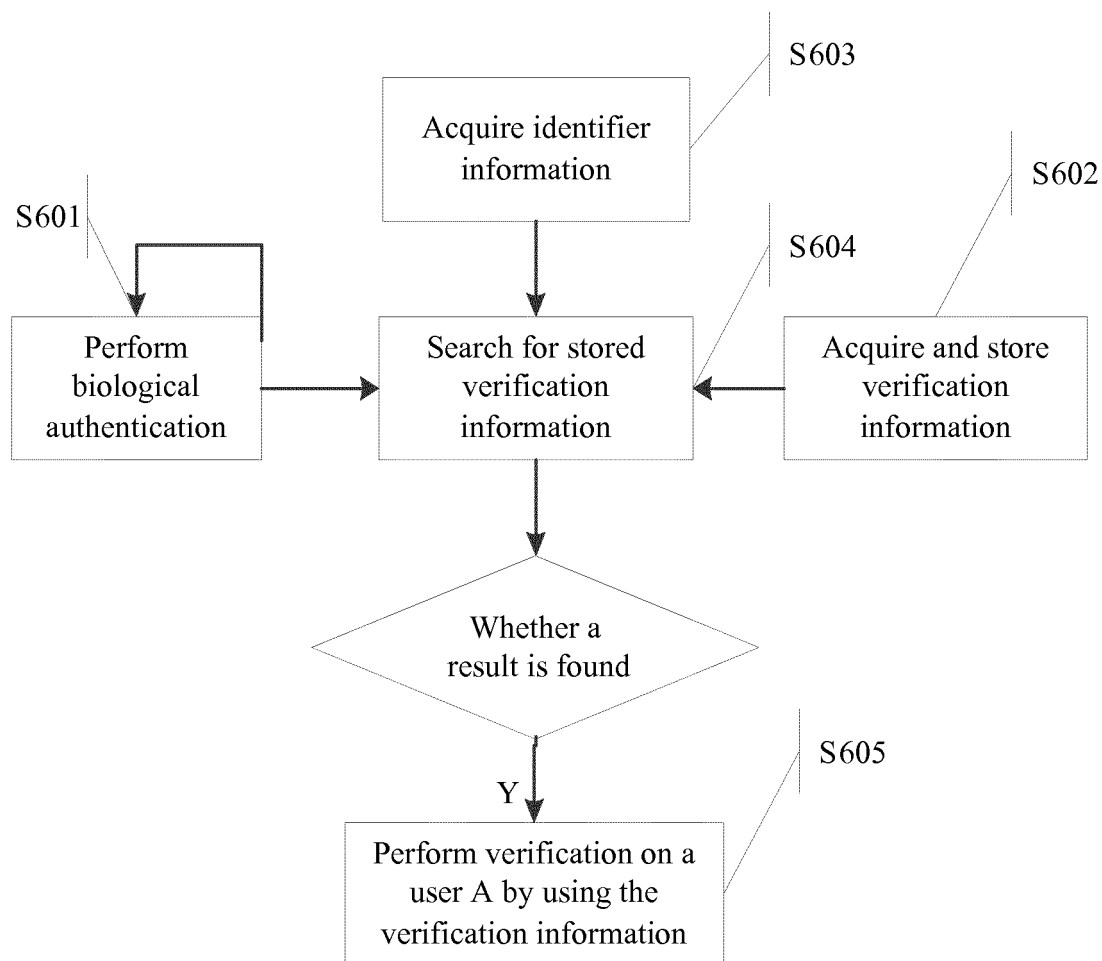 S603
Acquire identifier
information
S602
S601
S604
Perform
biological
authentication
Search for stored
verification
information
Acquire and store
verification
information
Whether a
result is found
S605
Y
Perform verification on a
user A by using the
verification information